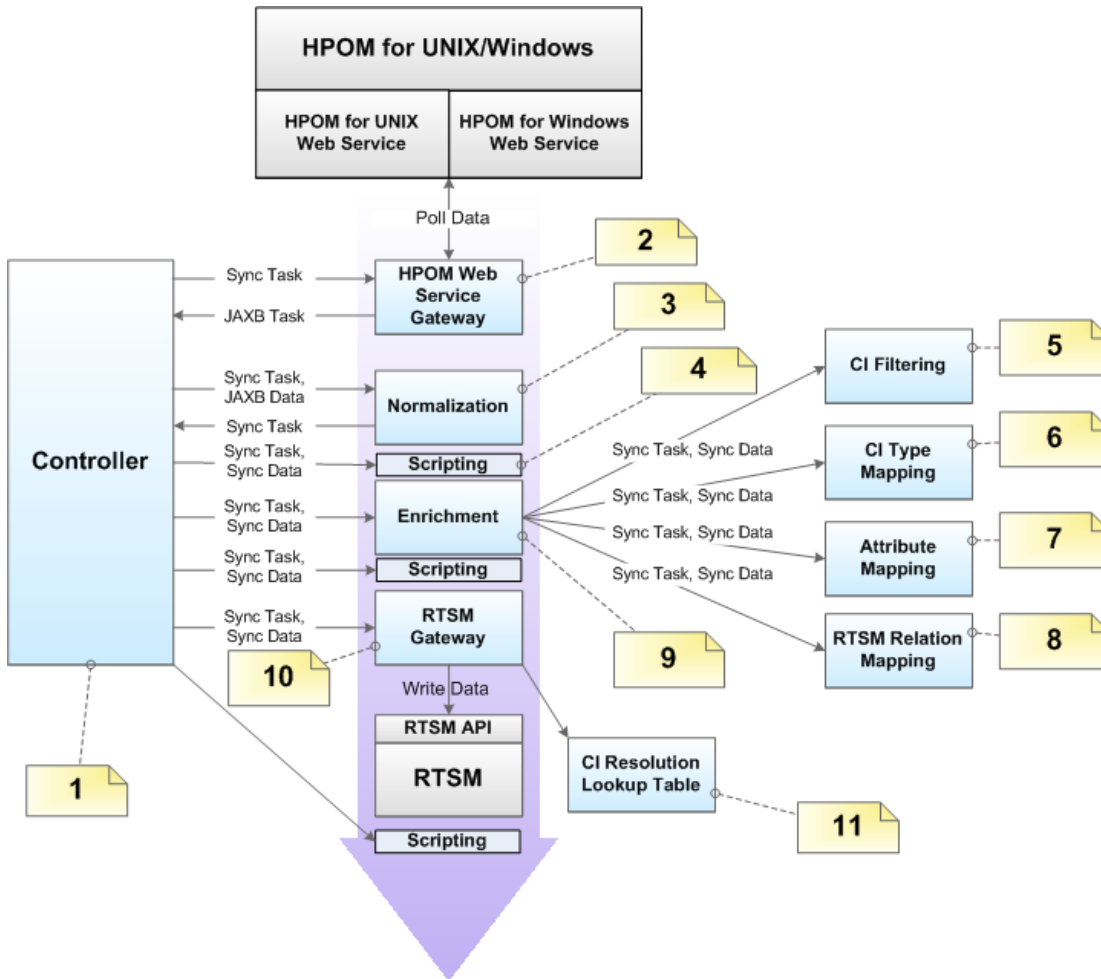 HPOM for UNIX/Windows
HPOM for UNIX
Web Service
HPOM for Windows
Web Service
Poll Data
2
Sync Task
HPOM Web
Service
Gateway
JAXB Task
3
4
5
CI Filtering
Sync Task,
JAXB Data
Normalization
Sync Task
Controller
Sync Task,
Sync Data
Scripting
Sync Task, Sync Data
6
CI Type
Mapping
Sync Task,
Sync Data
Enrichment
Sync Task, Sync Data
7
Attribute
Mapping
Sync Task, Sync Data
Sync Task,
Sync Data
Scripting
Sync Task, Sync Data
8
RTSM Relation
Mapping
Sync Task,
Sync Data
RTSM
Gateway
9
10
Write Data
RTSM API
RTSM
CI Resolution
Lookup Table
1
11
Scripting